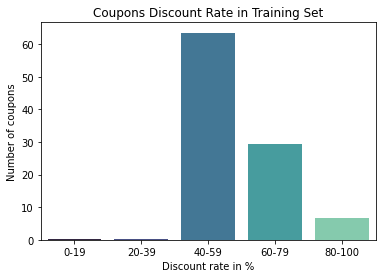 Coupons Discount Rate in Training Set
Number of coupons
60
50
40
30
20
10
0
0-19 20-39 40-59 60-79 80-100
Discount rate in %